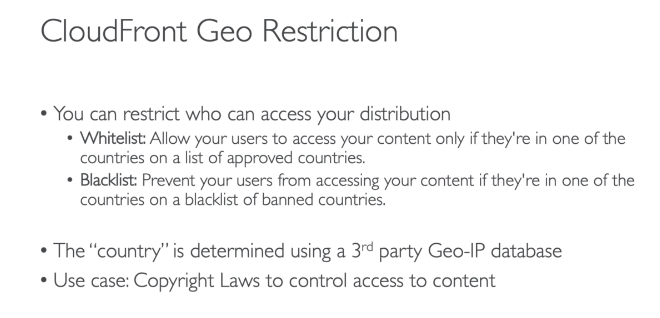 CloudFront Geo Restriction
• You can restrict who can access your distribution
• Whitelist: Allow your users to access your content only if they're in one of the
countries on a list of approved countries.
• Blacklist: Prevent your users from accessing your content if they're in one of the
countries on a blacklist of banned countries.
• The “country” is determined using a 3rd party Geo-IP database
• Use case: Copyright Laws to control access to content